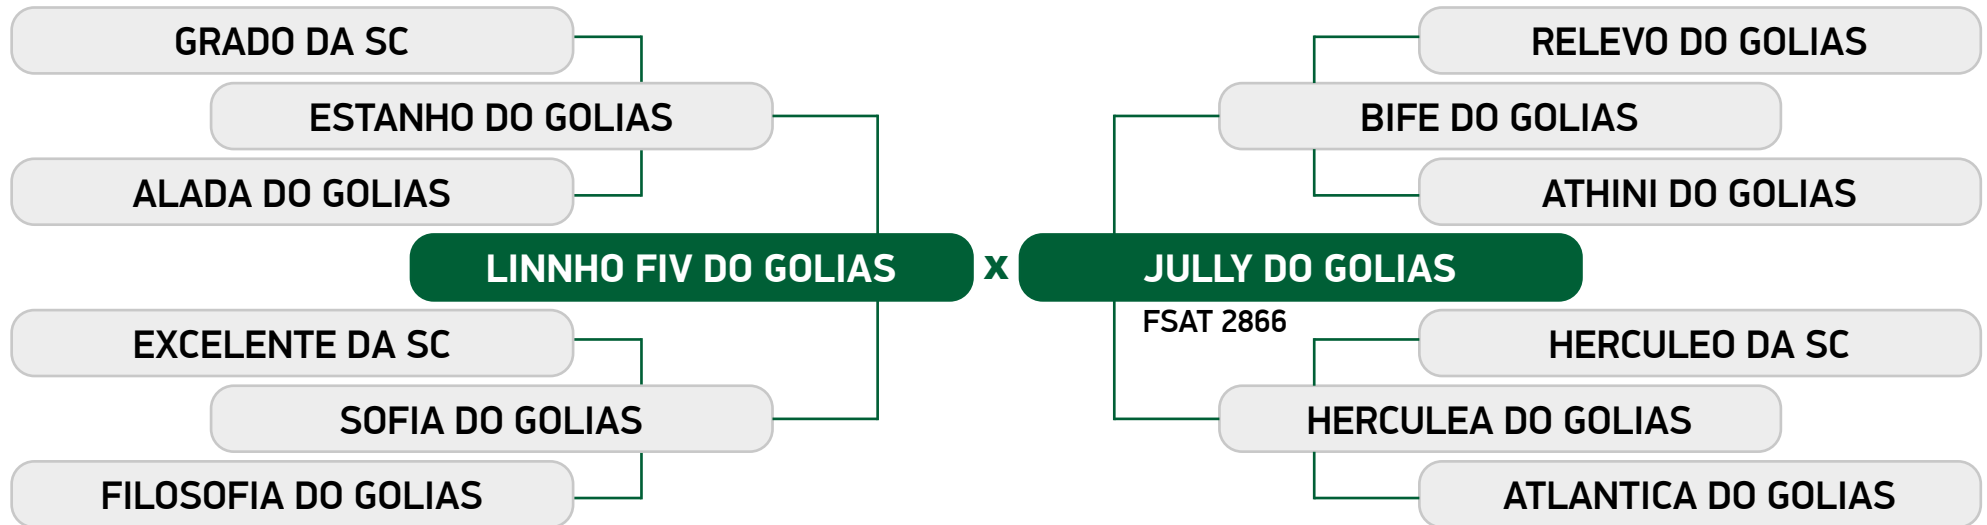 GRADO DA SC
RELEVO DO GOLIAS
ESTANHO DO GOLIAS
BIFE DO GOLIAS
ALADA DO GOLIAS
ATHINI DO GOLIAS
LINNHO FIV DO GOLIAS x JULLY DO GOLIAS
FSAT 2866
EXCELENTE DA SC
HERCULEO DA SC
SOFIA DO GOLIAS
HERCULEA DO GOLIAS
FILOSOFIA DO GOLIAS
ATLANTICA DO GOLIAS